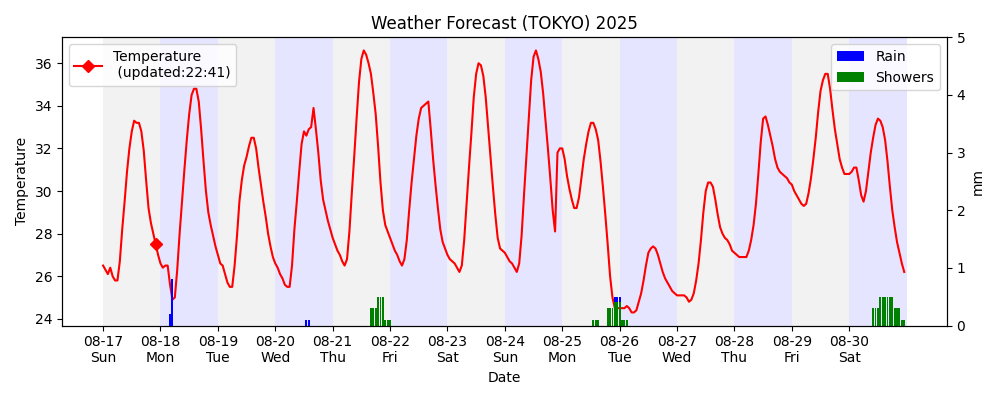 Weather Forecast (TOKYO) 2025
Temperature
(updated:22:41)
Rain
Showers
Temperature
36
34
32
30
28
26
24
5
4
3
2
1
0
mm
08-17 08-18 08-19 08-20 08-21 08-22 08-23 08-24 08-25 08-26 08-27 08-28 08-29 08-30
Sun Mon Tue Wed Thu Fri Sat Sun Mon Tue Wed Thu Fri Sat
Date